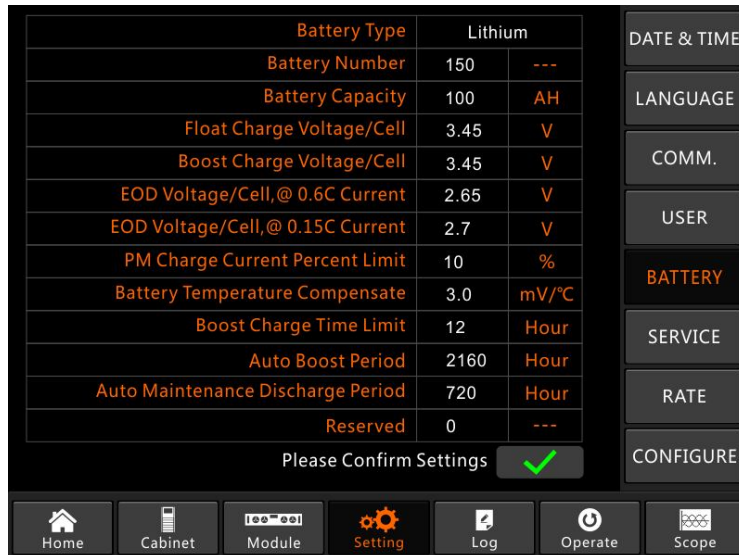 Battery Type Lithium
Battery Number 150 ---
Battery Capacity 100 AH
Float Charge Voltage/Cell 3.45 V
Boost Charge Voltage/Cell 3.45 V
EOD Voltage/Cell,@ 0.6C Current 2.65 V
EOD Voltage/Cell,@ 0.15C Current 2.7 V
PM Charge Current Percent Limit 10 %
Battery Temperature Compensate 3.0 mV/℃
Boost Charge Time Limit 12 Hour
Auto Boost Period 2160 Hour
Auto Maintenance Discharge Period 720 Hour
Reserved 0 ---
Please Confirm Settings
DATE & TIME
LANGUAGE
COMM.
USER
BATTERY
SERVICE
RATE
CONFIGURE
Home Cabinet Module Setting Log Operate Scope